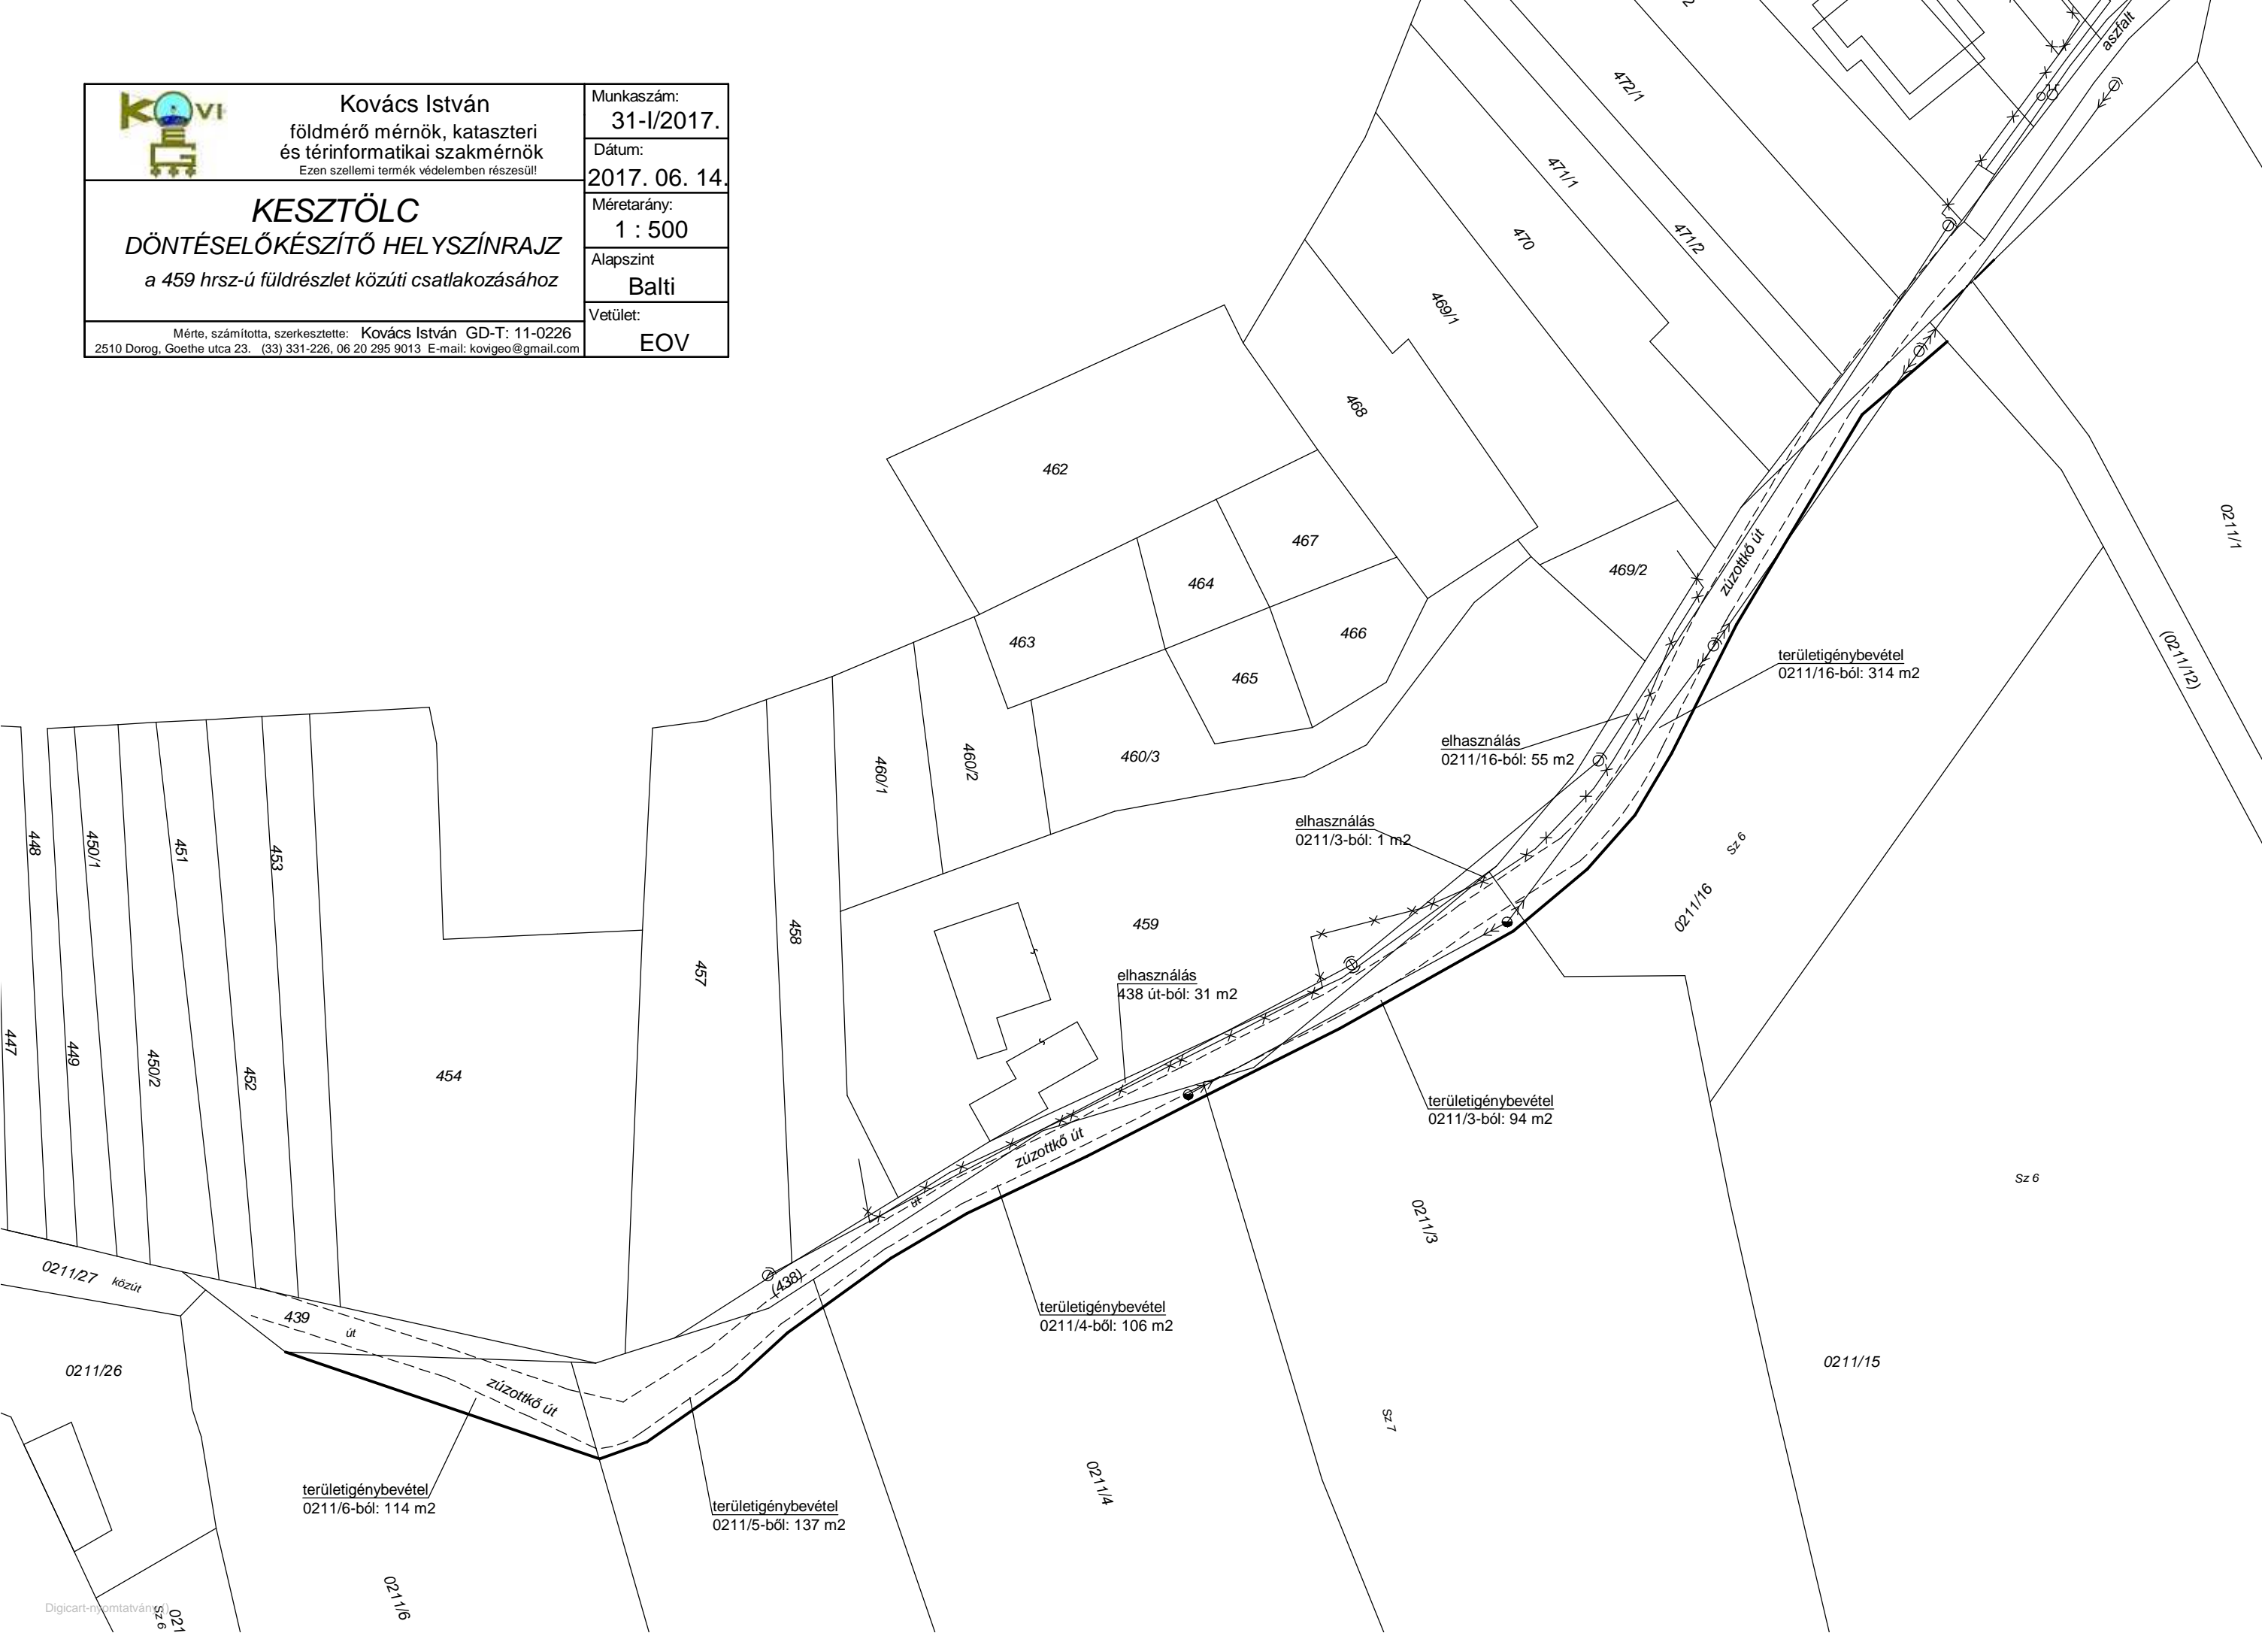 KOVI
G
Kovács István
földmérő mérnök, kataszteri
és térinformatikai szakmérnök
Ezen szellemi termék védelemben részesül!
Munkaszám:
31-I/2017.
Dátum:
2017. 06. 14.
Méretarány:
1 : 500
Alapszint
Balti
Vetület:
EOV
KESZTÖLC
DÖNTÉSELŐKÉSZÍTŐ HELYSZÍNRAJZ
a 459 hrsz-ú füldrészlet közúti csatlakozásához
Mérte, számította, szerkesztette: Kovács István GD-T: 11-0226
2510 Dorog, Goethe utca 23. (33) 331-226, 06 20 295 9013 E-mail: kovigeo@gmail.com
aszfalt
472/1
471/1
471/2
470
469/1
468
462
467
464
469/2
463
466
465
460/3
460/2
460/1
zúzottkő út
0211/1
(0211/12)
területigénybevétel
0211/16-ból: 314 m2
elhasználás
0211/16-ból: 55 m2
elhasználás
0211/3-ból: 1 m2
Sz 6
0211/16
448
450/1
451
453
458
459
457
elhasználás
438 út-ból: 31 m2
447
449
450/2
452
454
területigénybevétel
0211/3-ból: 94 m2
zúzottkő út
út
Sz 6
0211/3
(438)
0211/27 közút
439
út
területigénybevétel
0211/4-ből: 106 m2
0211/26
0211/15
zúzottkő út
Sz 7
területigénybevétel
0211/6-ból: 114 m2
területigénybevétel
0211/5-ből: 137 m2
0211/4
0211/6
Digicart-nyomtatvány
Sz 6
021